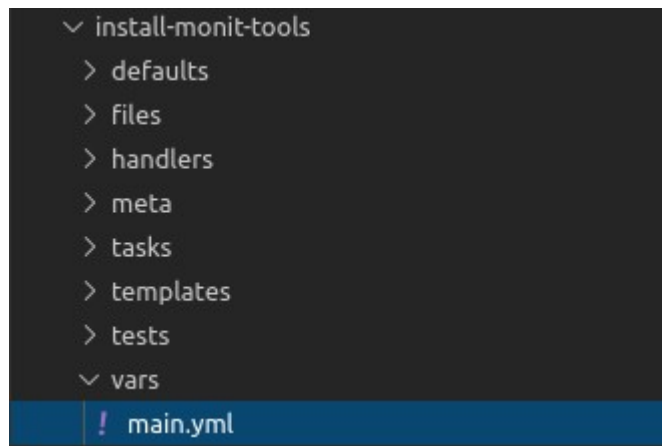 install-monit-tools
defaults
files
handlers
meta
tasks
templates
tests
vars
! main.yml